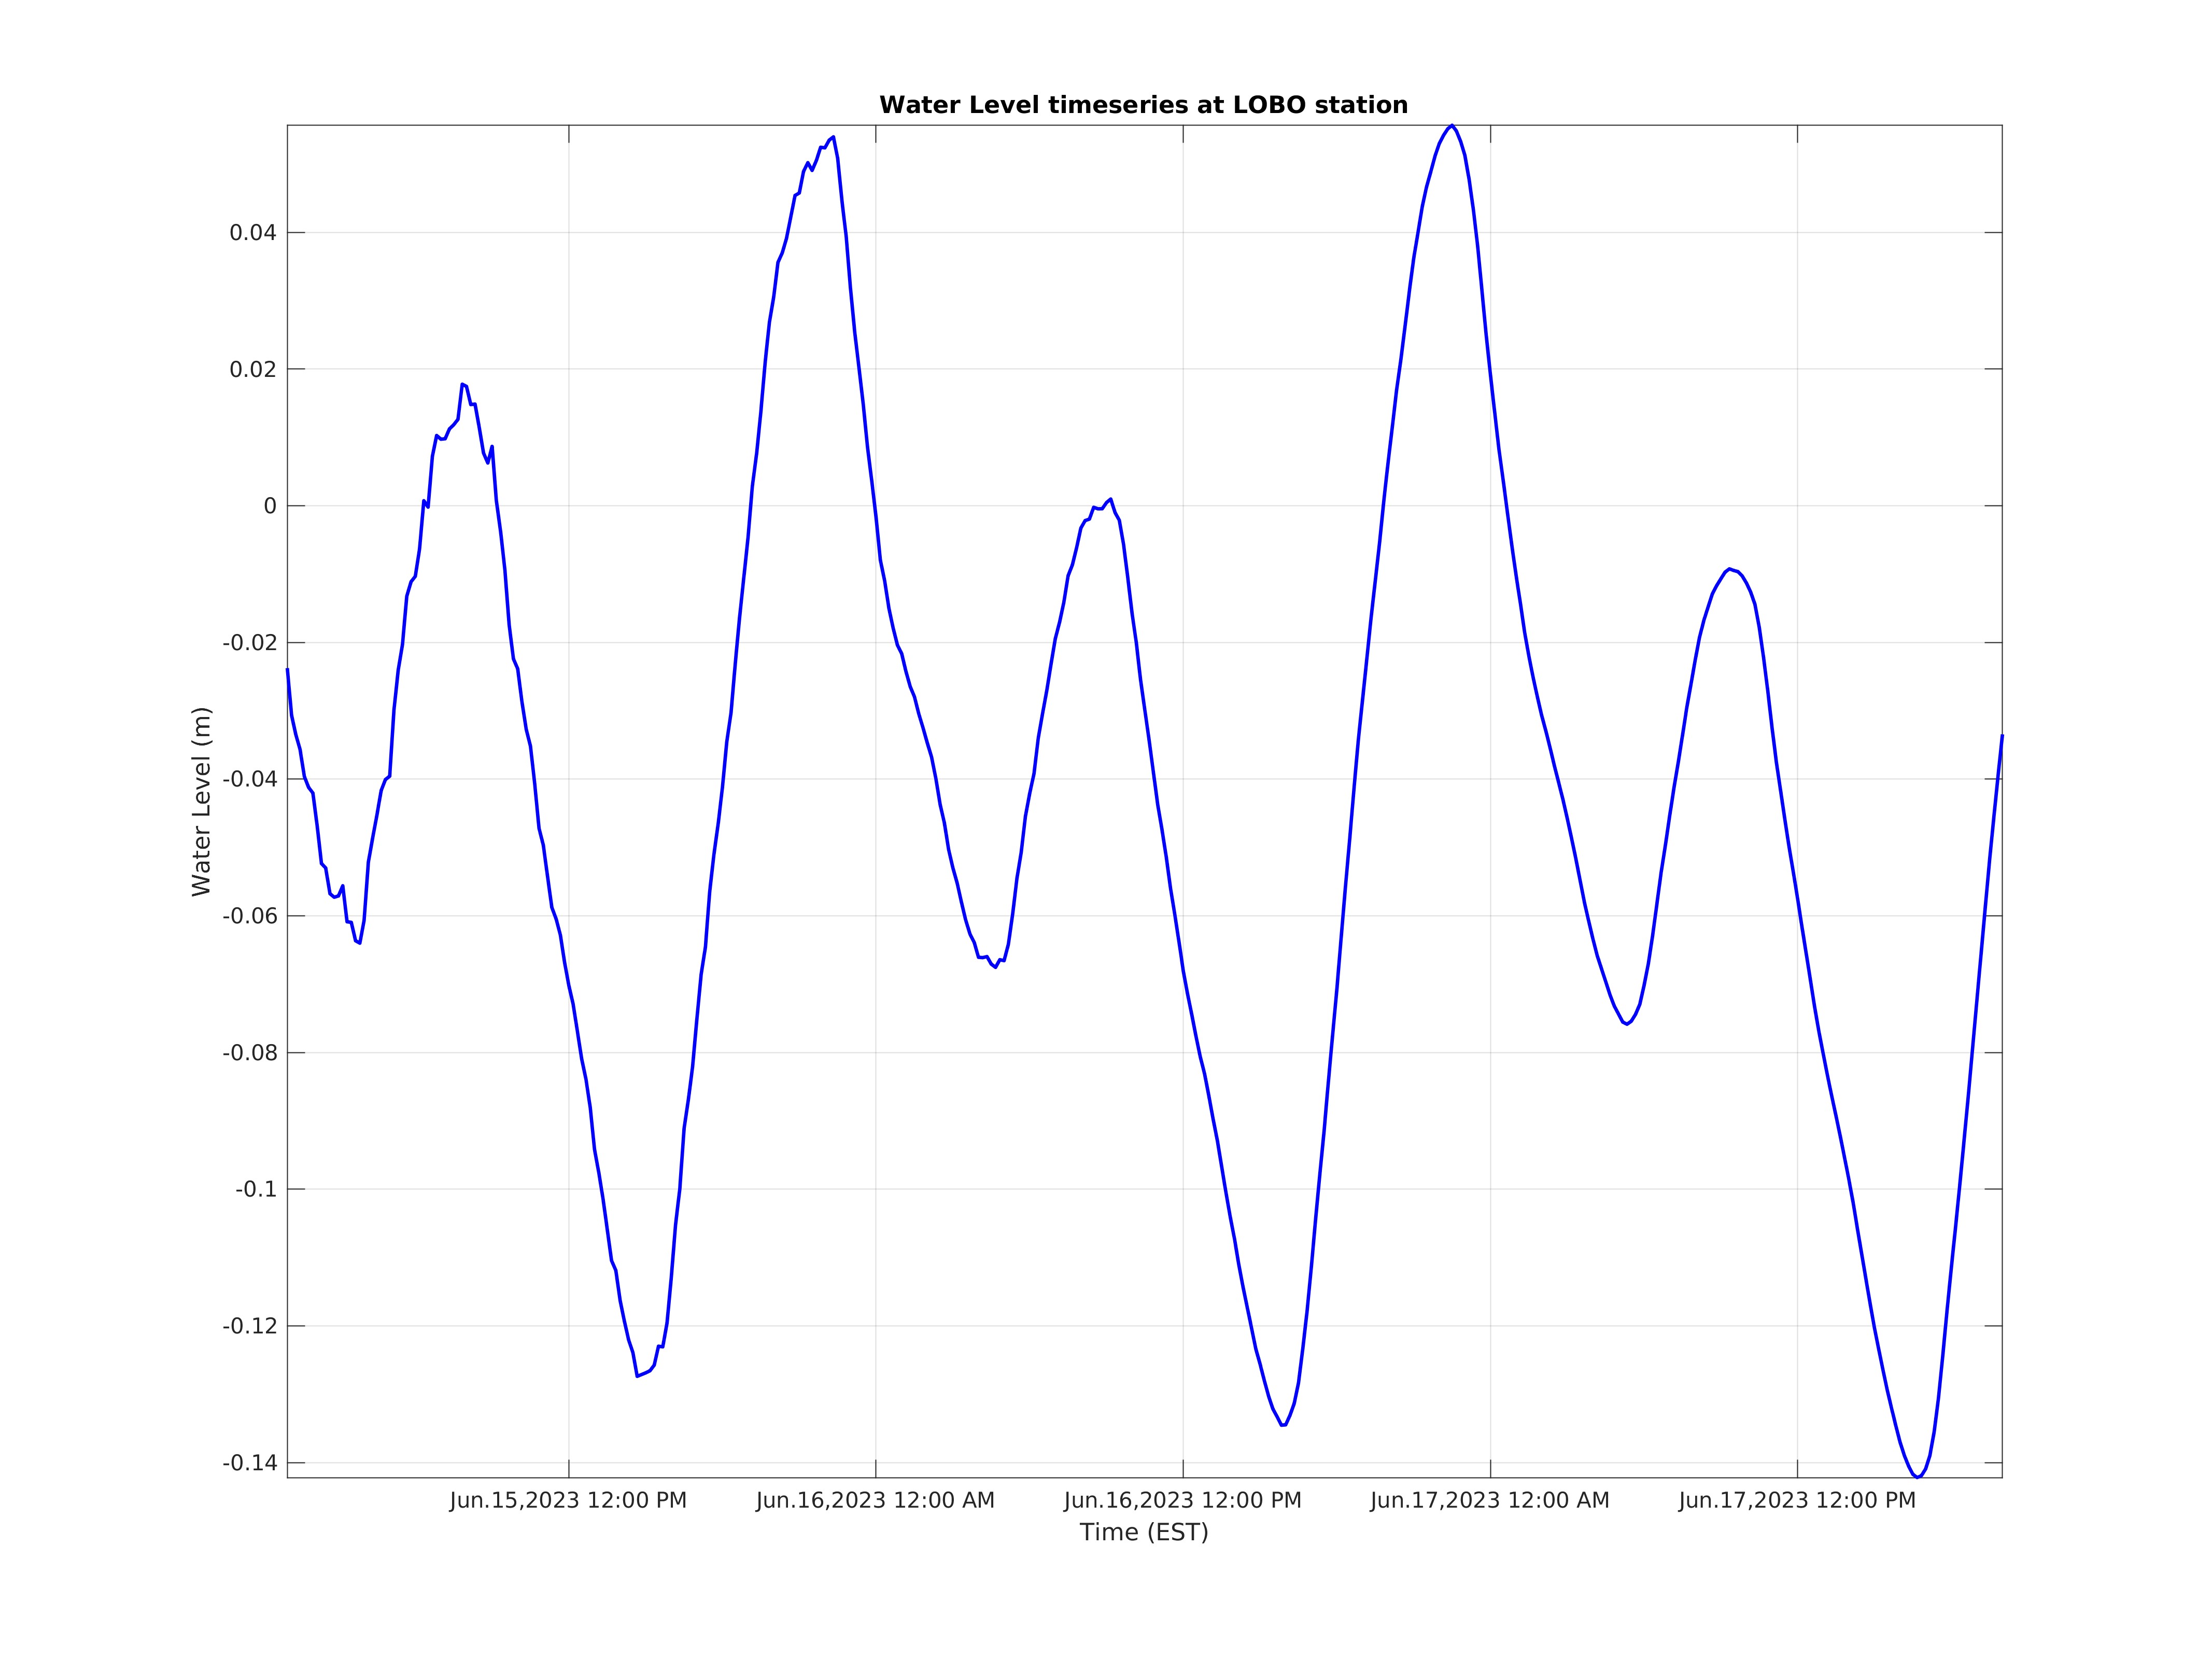 Water Level timeseries at LOBO station
0.04
0.02
0
-0.02
-0.04
-0.06
-0.08
-0.1
-0.12
-0.14
Water Level (m)
Jun.15,2023 12:00 PM
Jun.16,2023 12:00 AM
Jun.16,2023 12:00 PM
Jun.17,2023 12:00 AM
Jun.17,2023 12:00 PM
Time (EST)